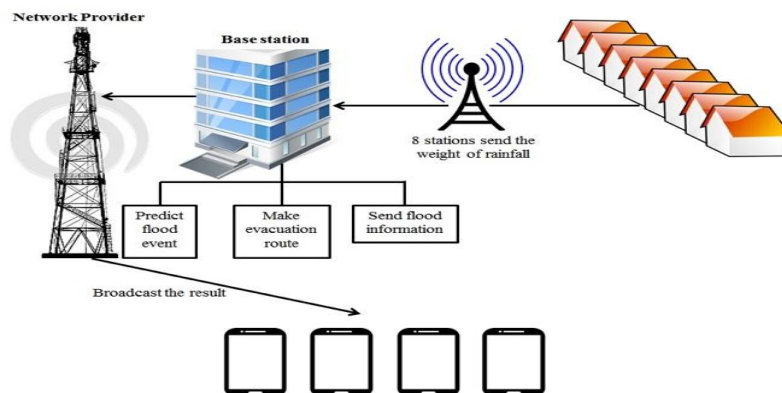 Network Provider
Base station
8 stations send the
weight of rainfall
Predict
flood
event
Make
evacuation
route
Send flood
information
Broadcast the result